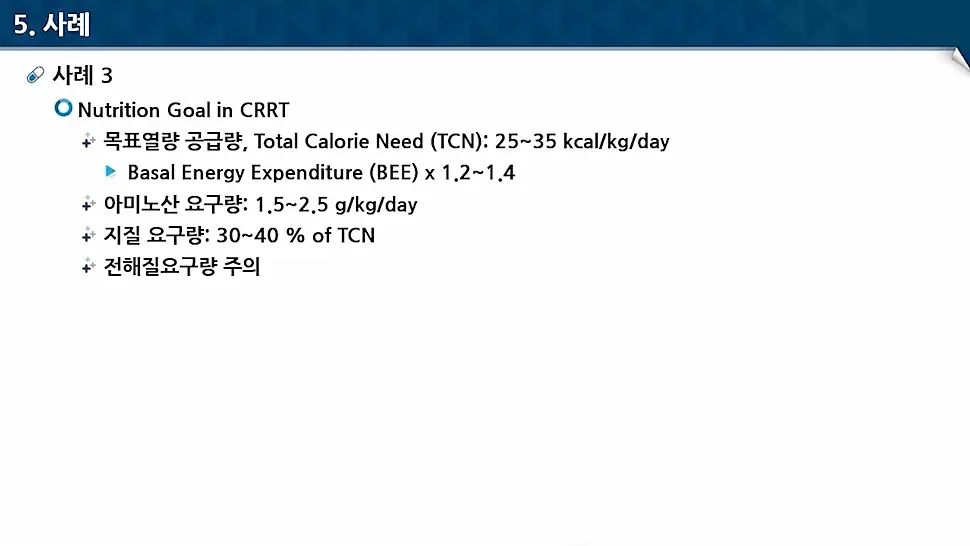 5. 사례
사례 3
Nutrition Goal in CRRT
목표열량 공급량, Total Calorie Need (TCN): 25~35 kcal/kg/day
Basal Energy Expenditure (BEE) x 1.2~1.4
아미노산 요구량: 1.5~2.5 g/kg/day
지질 요구량: 30~40 % of TCN
전해질요구량 주의